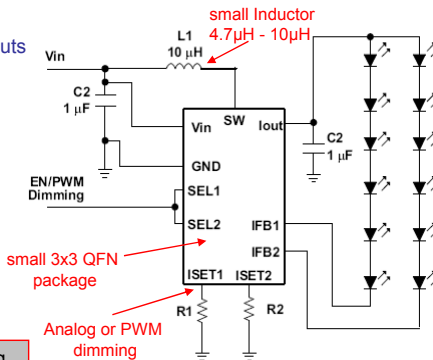 small Inductor
4.7µH - 10µH
uts
Vin
L1
10 µH
C2
1 µF
Vin
SW
Iout
C2
1 µF
GND
EN/PWM
Dimming
SEL1
SEL2
IFB1
IFB2
small 3x3 QFN
package
ISET1
ISET2
R1
R2
Analog or PWM
dimming